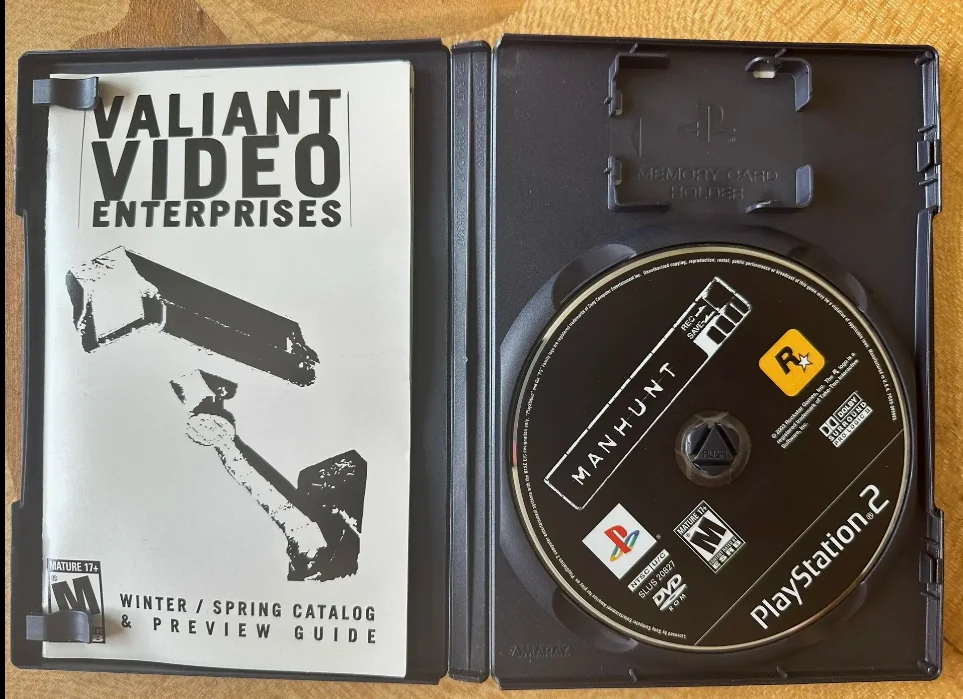 VALIANT
VIDEO
ENTERPRISES
MATURE 17+
M
WINTER / SPRING CATALOG
& PREVIEW GUIDE
MEMORY CARD
HOLDER
REC
SAVE
MANHUNT
R
PUSH
DOLBY
SURROUND
PRO LOGIC II
NTSC U/C
SLUS 20827
DVD
ROM
MATURE 17+
M
ESRB
PlayStation®2
AMARAY